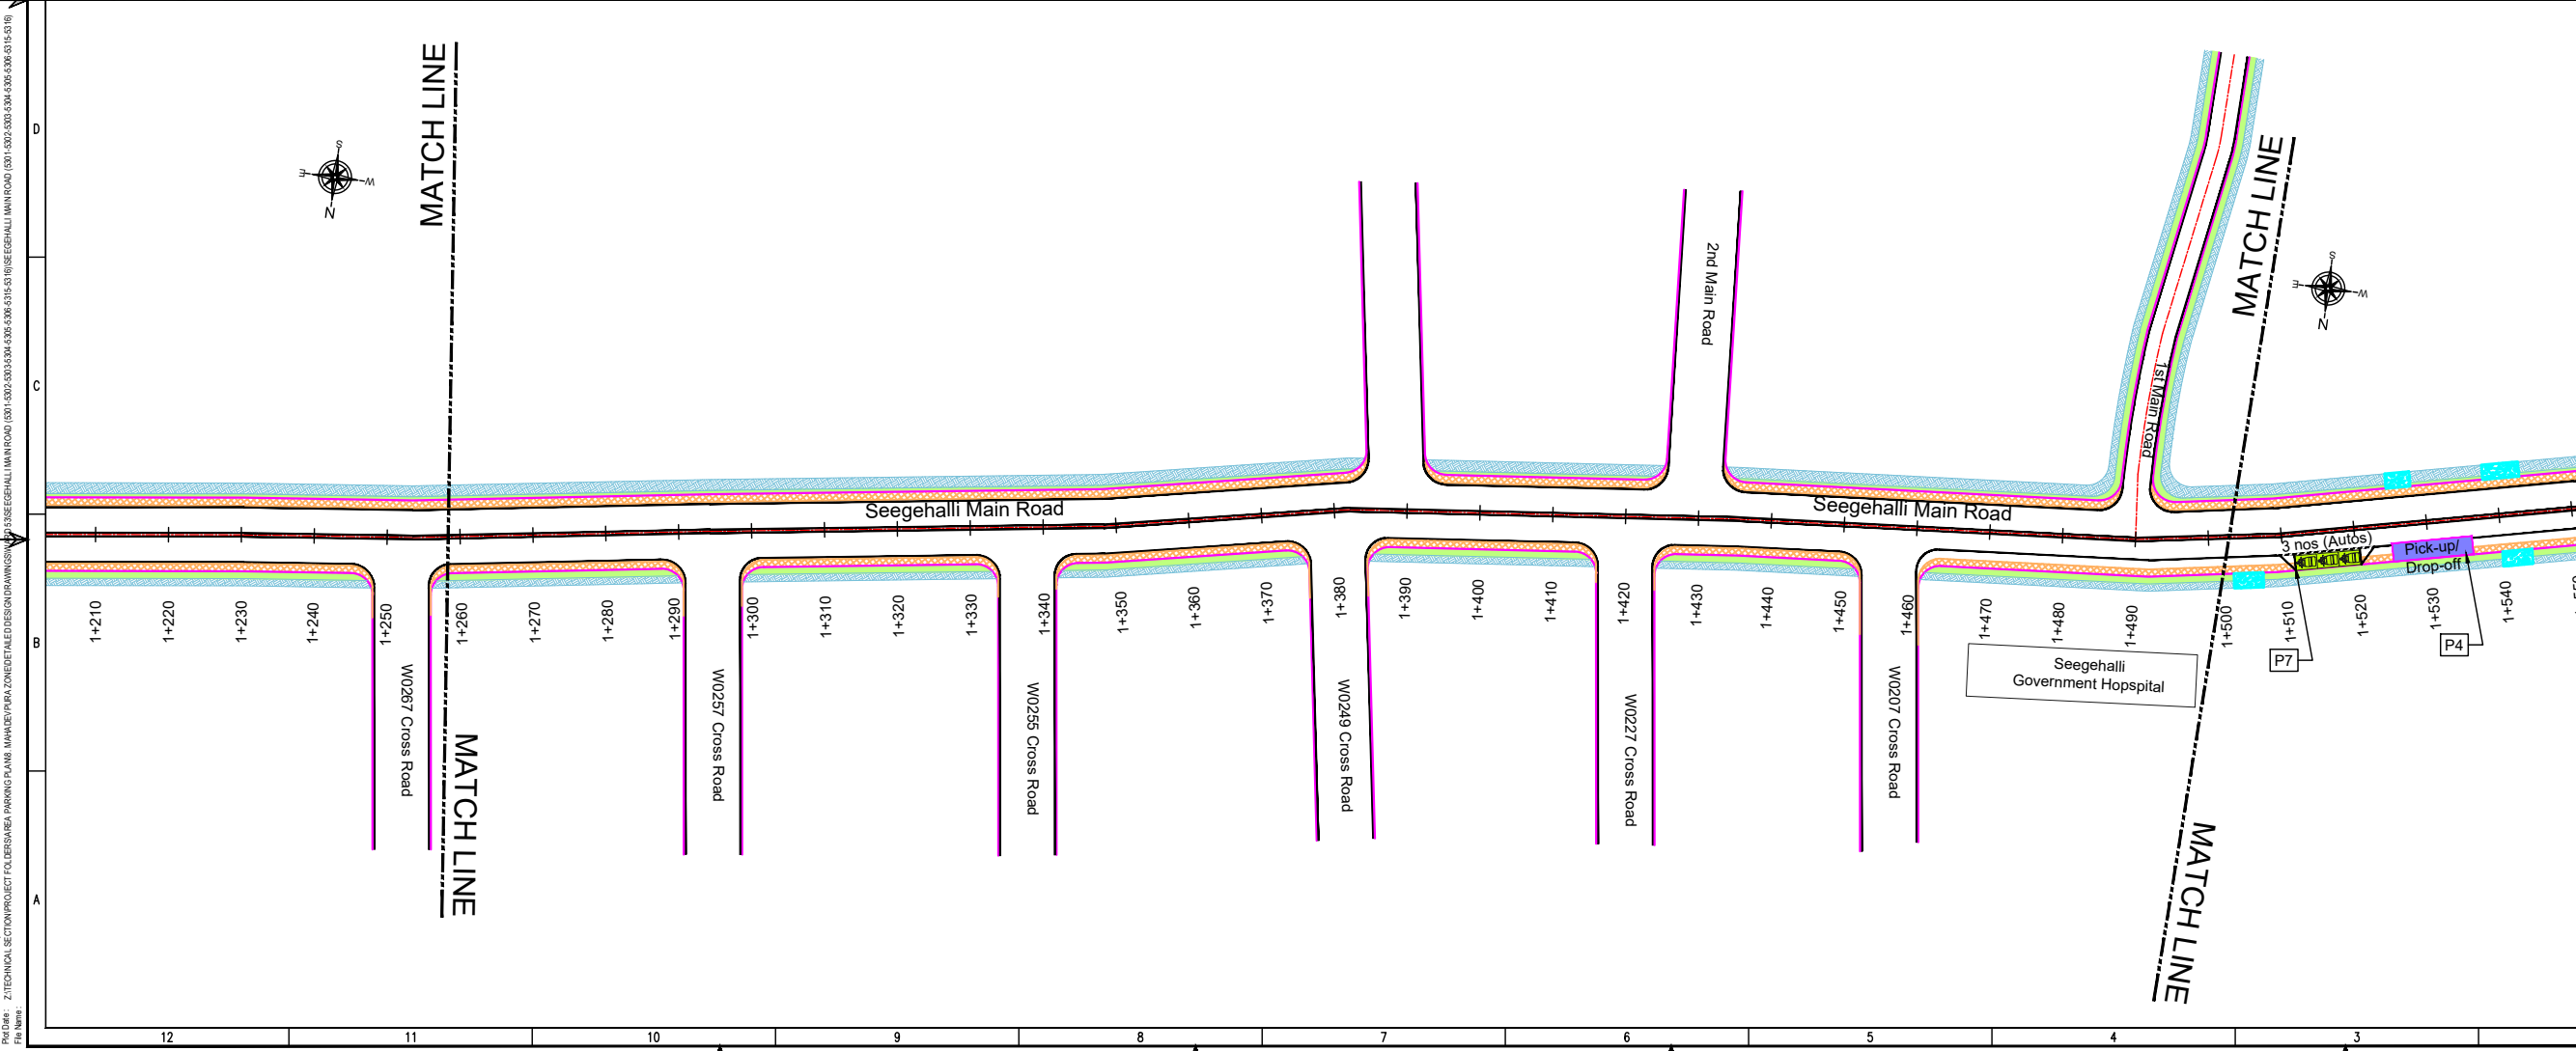 MATCH LINE
MATCH LINE
S
E
W
N
S
E
W
N
D
C
B
A
2nd Main Road
1st Main Road
Seegehalli Main Road
Seegehalli Main Road
3 nos (Autos)
Pick-up/
Drop-off
1+210
1+220
1+230
1+240
1+250
1+260
1+270
1+280
1+290
1+300
1+310
1+320
1+330
1+340
1+350
1+360
1+370
1+380
1+390
1+400
1+410
1+420
1+430
1+440
1+450
1+460
1+470
1+480
1+490
1+500
1+510
1+520
1+530
1+540
P7
P4
Seegehalli
Government Hopspital
W0267 Cross Road
W0257 Cross Road
W0255 Cross Road
W0249 Cross Road
W0227 Cross Road
W0207 Cross Road
MATCH LINE
MATCH LINE
12
11
10
9
8
7
6
5
4
3
Plot Date :
File Name :